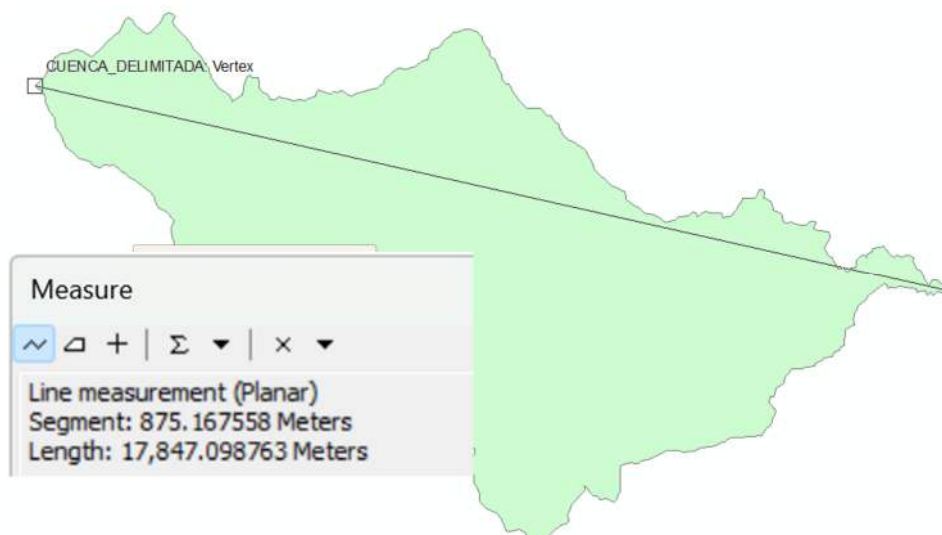 CUENCA_DELIMITADA: Vertex
Measure
Line measurement (Planar)
Segment: 875.167558 Meters
Length: 17,847.098763 Meters